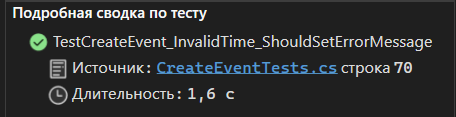 Подробная сводка по тесту
TestCreateEvent_InvalidTime_ShouldSetErrorMessage
Источник: CreateEventTests.cs строка 70
Длительность: 1,6 с